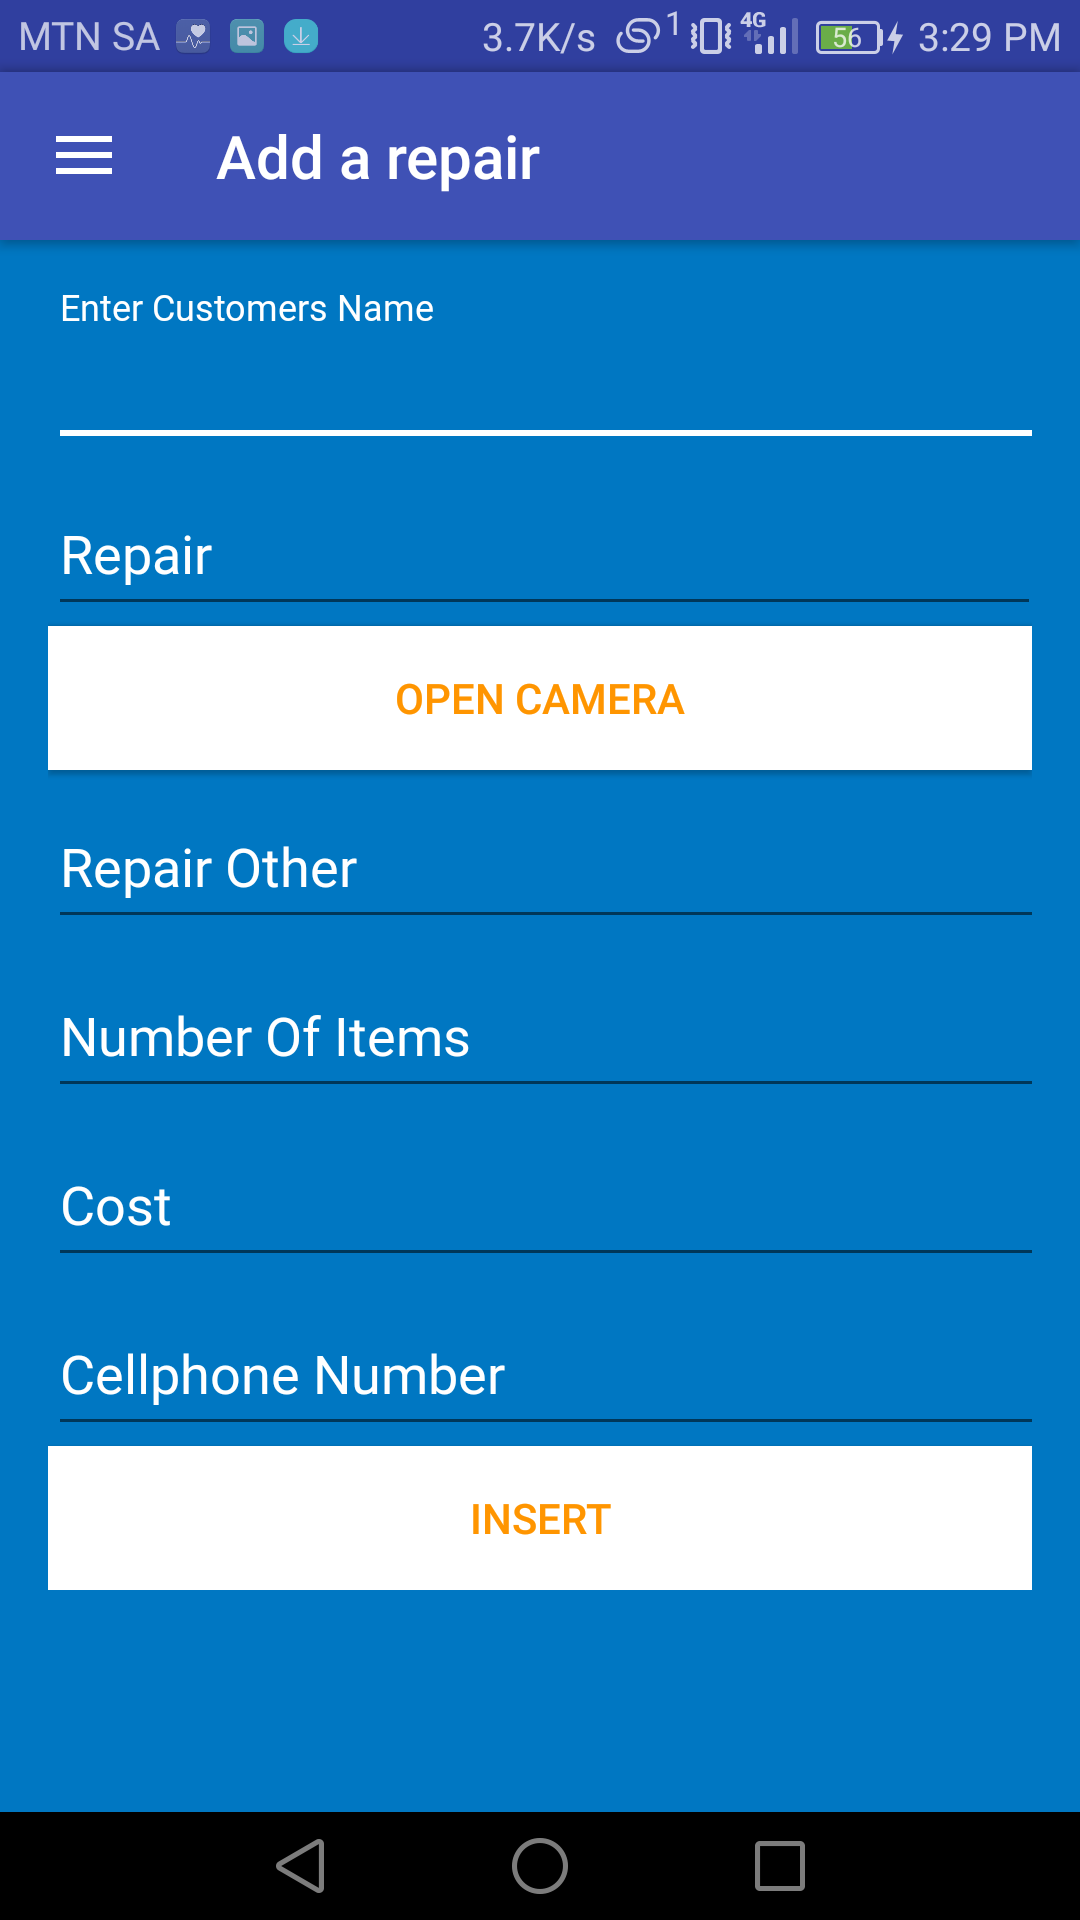 MTN SA 3.7K/s 1 4G 56 3:29 PM
Add a repair
Enter Customers Name
Repair
OPEN CAMERA
Repair Other
Number Of Items
Cost
Cellphone Number
INSERT